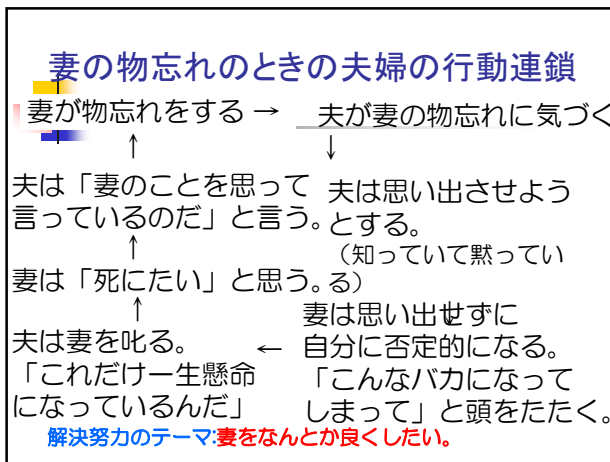 妻の物忘れのときの夫婦の行動連鎖
妻が物忘れをする → 夫が妻の物忘れに気づく
↑ ↓
夫は「妻のことを思って
言っているのだ」と言う。
夫は思い出させよう
とする。
(知っていて黙ってい
る)
↑
妻は「死にたい」と思う。
↑ ↓
夫は妻を叱る。
「これだけ一生懸命
になっているんだ」
←
妻は思い出せずに
自分に否定的になる。
「こんなバカになって
しまって」と頭をたたく。
解決努力のテーマ:妻をなんとか良くしたい。